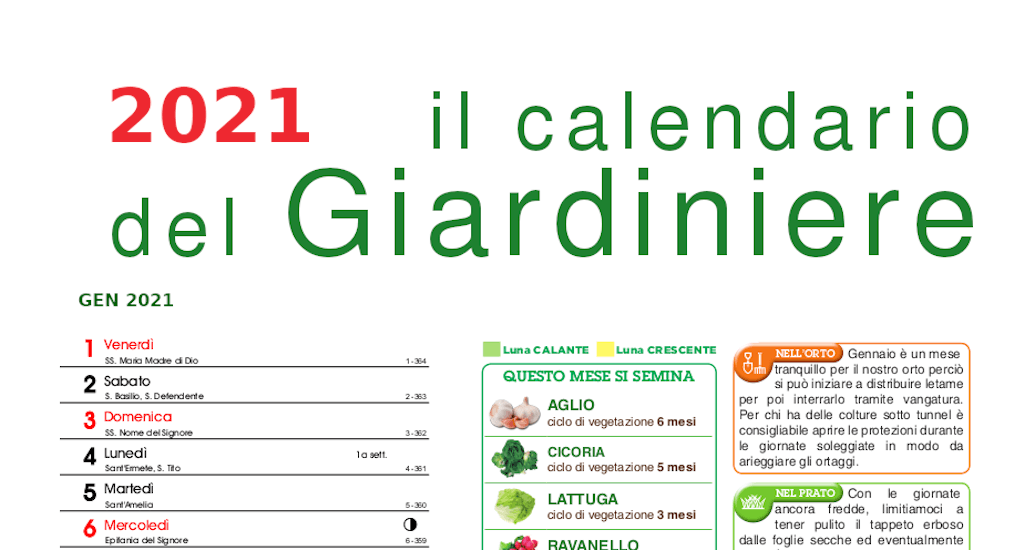 2021 il calendario
del Giardiniere
GEN 2021
1 Venerdì
SS. Maria Madre di Dio 1-364
2 Sabato
S. Basilio, S. Defendente 2-363
3 Domenica
SS. Nome del Signore 3-362
4 Lunedì 1a sett.
Sant'Ermete, S. Tito 4-361
5 Martedì
Sant'Amelia 5-360
6 Mercoledì
Epifania del Signore 6-359
Luna CALANTE Luna CRESCENTE
QUESTO MESE SI SEMINA
AGLIO
ciclo di vegetazione 6 mesi
CICORIA
ciclo di vegetazione 5 mesi
LATTUGA
ciclo di vegetazione 3 mesi
RAVANELLO
NELL'ORTO Gennaio è un mese
tranquillo per il nostro orto perciò
si può iniziare a distribuire letame
per poi interrarlo tramite vangatura.
Per chi ha delle colture sotto tunnel è
consigliabile aprire le protezioni durante
le giornate soleggiate in modo da
arieggiare gli ortaggi.
NEL PRATO Con le giornate
ancora fredde, limitiamoci a
tener pulito il tappeto erboso
dalle foglie secche ed eventualmente